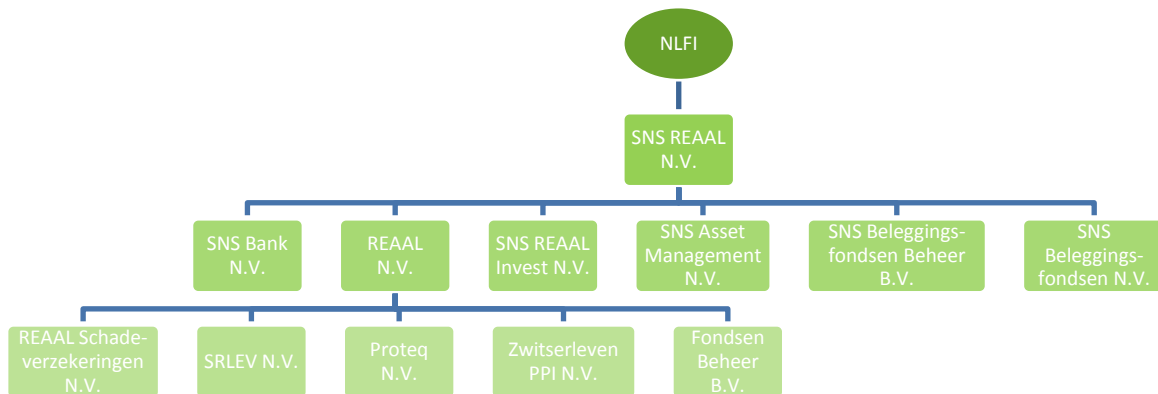 NLFI
SNS REAAL
N.V.
SNS Bank
N.V.
REAAL
N.V.
SNS REAAL
Invest N.V.
SNS Asset
Management
N.V.
SNS Beleggings-
fondsen Beheer
B.V.
SNS
Beleggings-
fondsen N.V.
REAAL Schade-
verzekeringen
N.V.
SRLEV N.V.
Proteq
N.V.
Zwitserleven
PPI N.V.
Fondsen
Beheer
B.V.